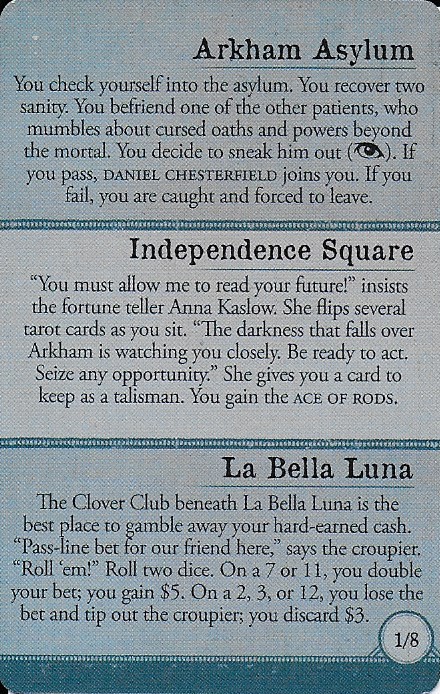 Arkham Asylum
You check yourself into the asylum. You recover two
sanity. You befriend one of the other patients, who
mumbles about cursed oaths and powers beyond
the mortal. You decide to sneak him out (). If
you pass, DANIEL CHESTERFIELD joins you. If you
fail, you are caught and forced to leave.
Independence Square
“You must allow me to read your future!” insists
the fortune teller Anna Kaslow. She flips several
tarot cards as you sit. “The darkness that falls over
Arkham is watching you closely. Be ready to act.
Seize any opportunity.” She gives you a card to
keep as a talisman. You gain the ACE OF RODS.
La Bella Luna
The Clover Club beneath La Bella Luna is the
best place to gamble away your hard-earned cash.
“Pass-line bet for our friend here,” says the croupier.
“Roll ‘em!” Roll two dice. On a 7 or 11, you double
your bet; you gain $5. On a 2, 3, or 12, you lose the
bet and tip out the croupier; you discard $3.
1/8